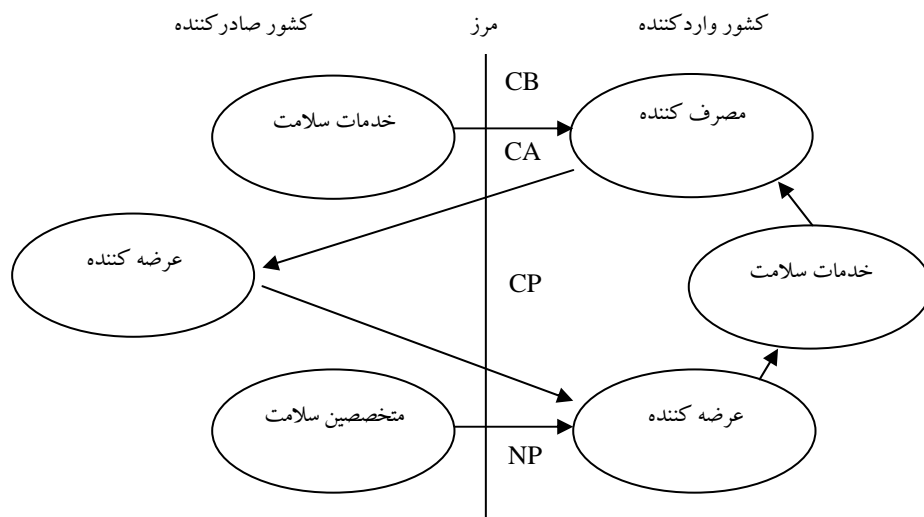 کشور واردکننده
مرز
کشور صادرکننده
CB
مصرف کننده
خدمات سلامت
CA
عرضه کننده
خدمات سلامت
CP
عرضه کننده
متخصصین سلامت
NP